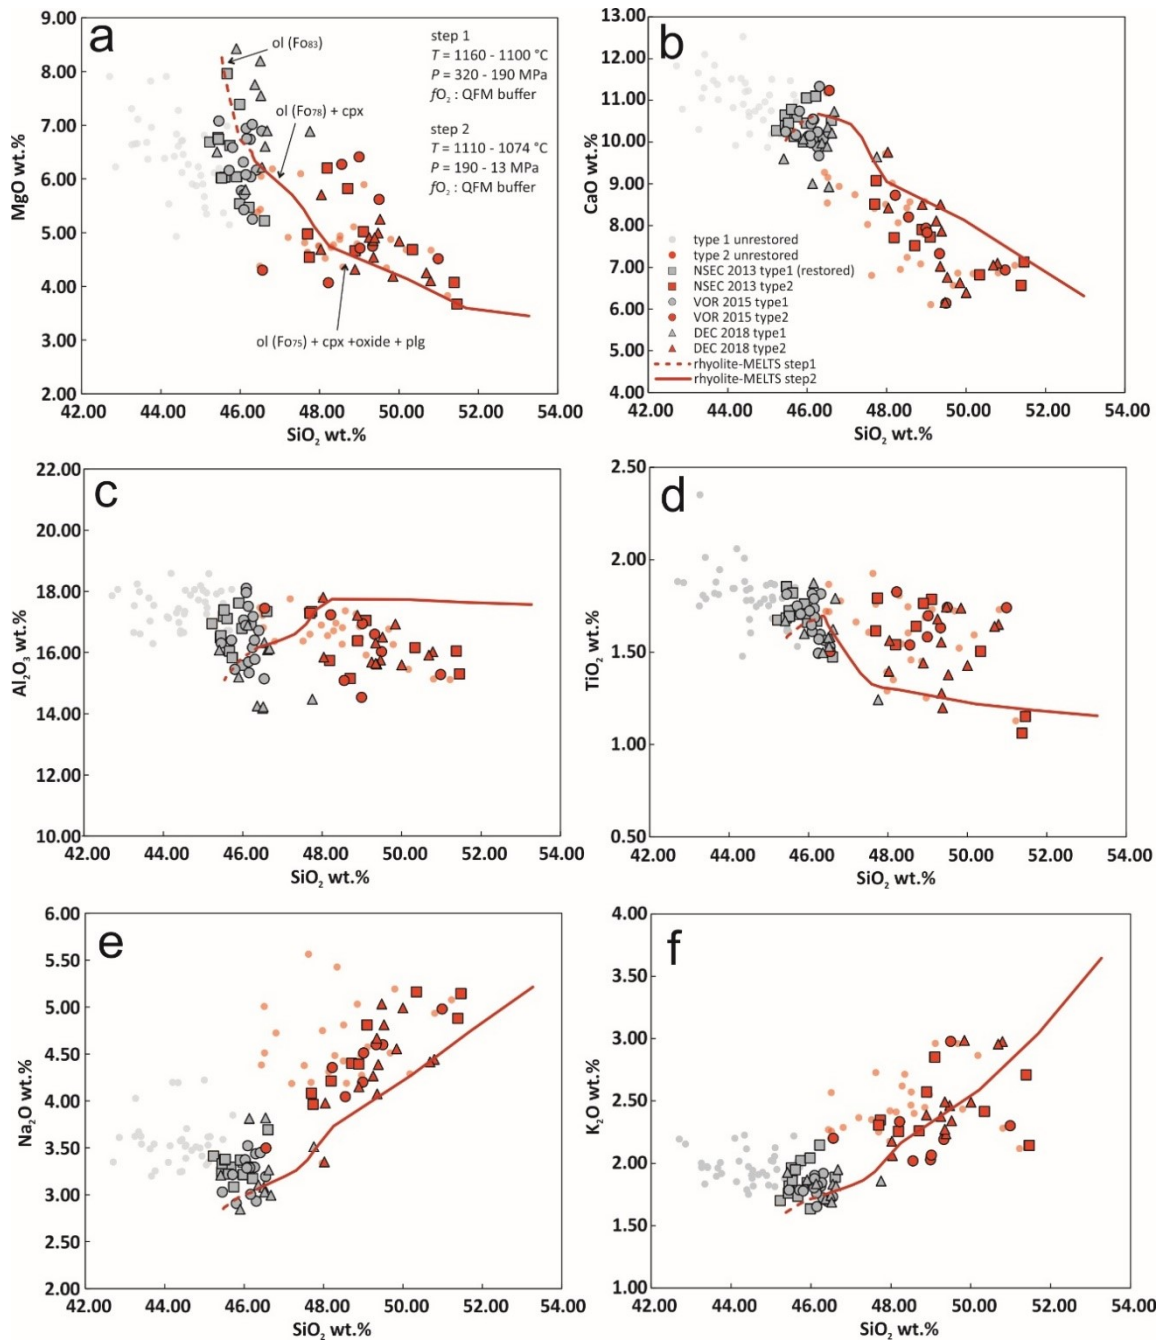 a
9.00
8.00
7.00
6.00
5.00
4.00
3.00
2.00
MgO wt.%
ol (Fo83)
ol (Fo78) + cpx
ol (Fo75) + cpx +oxide + plg
step 1
T = 1160 - 1100 °C
P = 320 - 190 MPa
fO2 : QFM buffer
step 2
T = 1110 - 1074 °C
P = 190 - 13 MPa
fO2 : QFM buffer
42.00 44.00 46.00 48.00 50.00 52.00 54.00
SiO2 wt.%
b
13.00
12.00
11.00
10.00
9.00
8.00
7.00
6.00
5.00
4.00
CaO wt.%
type 1 unrestored
type 2 unrestored
NSEC 2013 type1 (restored)
NSEC 2013 type2
VOR 2015 type1
VOR 2015 type2
DEC 2018 type1
DEC 2018 type2
rhyolite-MELTS step1
rhyolite-MELTS step2
42.00 44.00 46.00 48.00 50.00 52.00 54.00
SiO2 wt.%
c
22.00
20.00
18.00
16.00
14.00
12.00
10.00
Al2O3 wt.%
42.00 44.00 46.00 48.00 50.00 52.00 54.00
SiO2 wt.%
d
2.50
2.00
1.50
1.00
0.50
TiO2 wt.%
42.00 44.00 46.00 48.00 50.00 52.00 54.00
SiO2 wt.%
e
6.00
5.50
5.00
4.50
4.00
3.50
3.00
2.50
2.00
Na2O wt.%
42.00 44.00 46.00 48.00 50.00 52.00 54.00
SiO2 wt.%
f
4.00
3.50
3.00
2.50
2.00
1.50
1.00
K2O wt.%
42.00 44.00 46.00 48.00 50.00 52.00 54.00
SiO2 wt.%